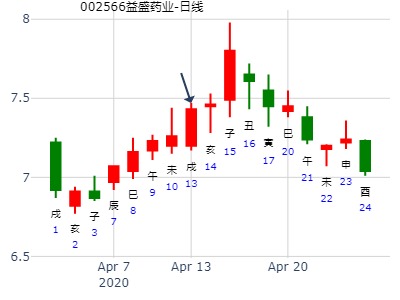 002566益盛药业-日线
8
7.5
7
6.5
戌
1
亥
2
子
3
辰
7
巳
8
午
9
未
10
戌
13
亥
14
子
15
丑
16
寅
17
巳
20
午
21
未
22
申
23
酉
24
Apr 7
2020
Apr 13
Apr 20